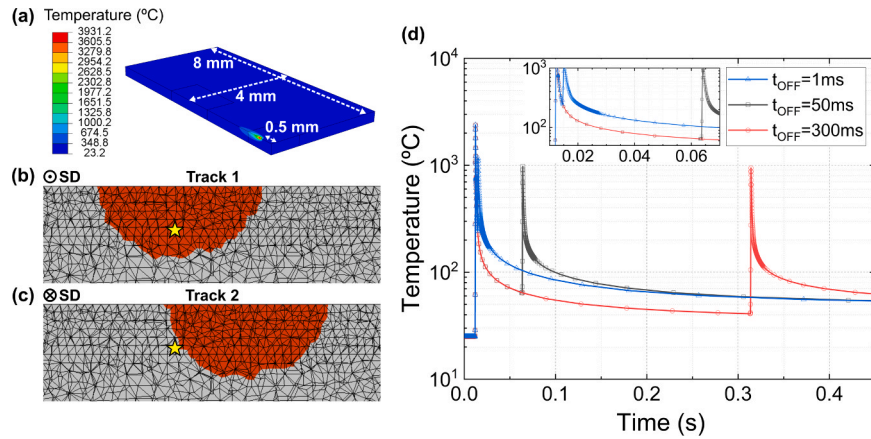 (a)
Temperature (ºC)
3931.2
3605.5
3279.8
2954.2
2628.5
2302.8
1977.2
1651.5
1325.8
1000.2
674.5
348.8
23.2
8 mm
4 mm
0.5 mm
(b) ⊙SD Track 1
(c) ⊗SD Track 2
(d)
Temperature (ºC)
10⁴
10³
10²
10¹
0.0 0.1 0.2 0.3 0.4
Time (s)
10³
10²
0.02 0.04 0.06
t_OFF=1ms
t_OFF=50ms
t_OFF=300ms